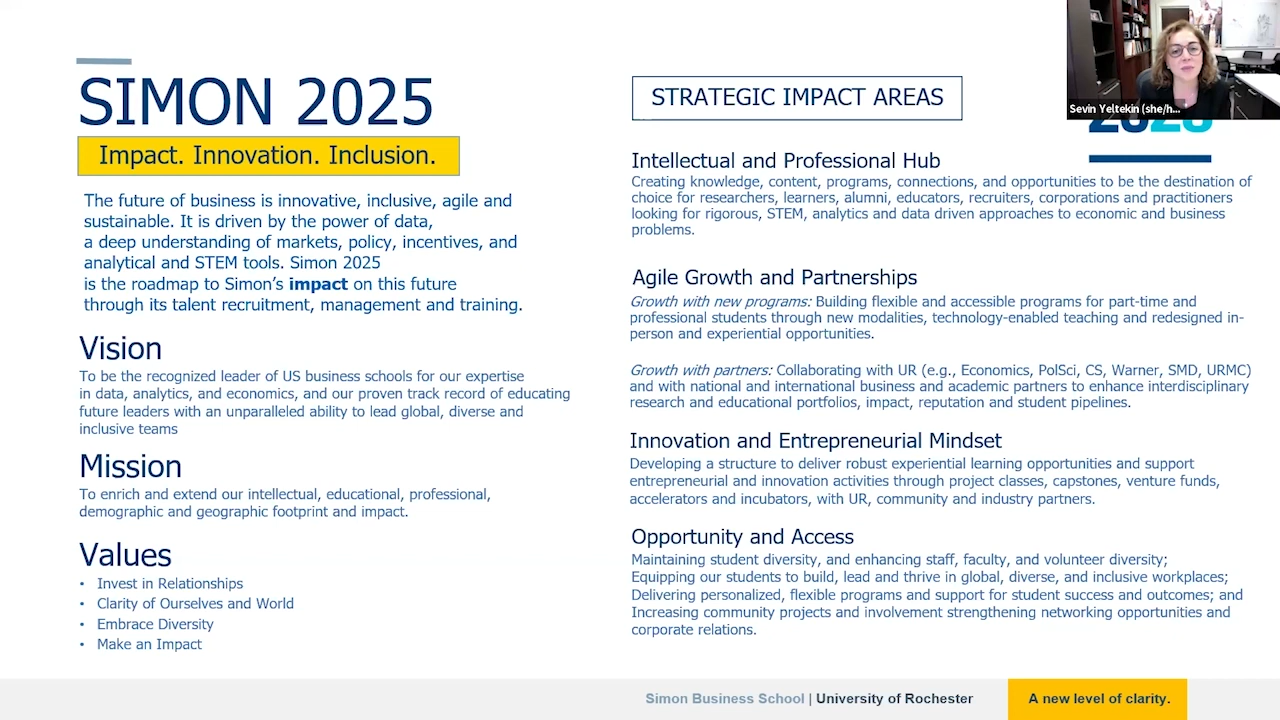 SIMON 2025
Impact. Innovation. Inclusion.
The future of business is innovative, inclusive, agile and
sustainable. It is driven by the power of data,
a deep understanding of markets, policy, incentives, and
analytical and STEM tools. Simon 2025
is the roadmap to Simon's impact on this future
through its talent recruitment, management and training.
Vision
To be the recognized leader of US business schools for our expertise
in data, analytics, and economics, and our proven track record of educating
future leaders with an unparalleled ability to lead global, diverse and
inclusive teams
Mission
To enrich and extend our intellectual, educational, professional,
demographic and geographic footprint and impact.
Values
• Invest in Relationships
• Clarity of Ourselves and World
• Embrace Diversity
• Make an Impact
STRATEGIC IMPACT AREAS
Sevin Yeltekin (she/h...
Intellectual and Professional Hub
Creating knowledge, content, programs, connections, and opportunities to be the destination of
choice for researchers, learners, alumni, educators, recruiters, corporations and practitioners
looking for rigorous, STEM, analytics and data driven approaches to economic and business
problems.
Agile Growth and Partnerships
Growth with new programs: Building flexible and accessible programs for part-time and
professional students through new modalities, technology-enabled teaching and redesigned in-
person and experiential opportunities.
Growth with partners: Collaborating with UR (e.g., Economics, PolSci, CS, Warner, SMD, URMC)
and with national and international business and academic partners to enhance interdisciplinary
research and educational portfolios, impact, reputation and student pipelines.
Innovation and Entrepreneurial Mindset
Developing a structure to deliver robust experiential learning opportunities and support
entrepreneurial and innovation activities through project classes, capstones, venture funds,
accelerators and incubators, with UR, community and industry partners.
Opportunity and Access
Maintaining student diversity, and enhancing staff, faculty, and volunteer diversity;
Equipping our students to build, lead and thrive in global, diverse, and inclusive workplaces;
Delivering personalized, flexible programs and support for student success and outcomes; and
Increasing community projects and involvement strengthening networking opportunities and
corporate relations.
Simon Business School | University of Rochester
A new level of clarity.